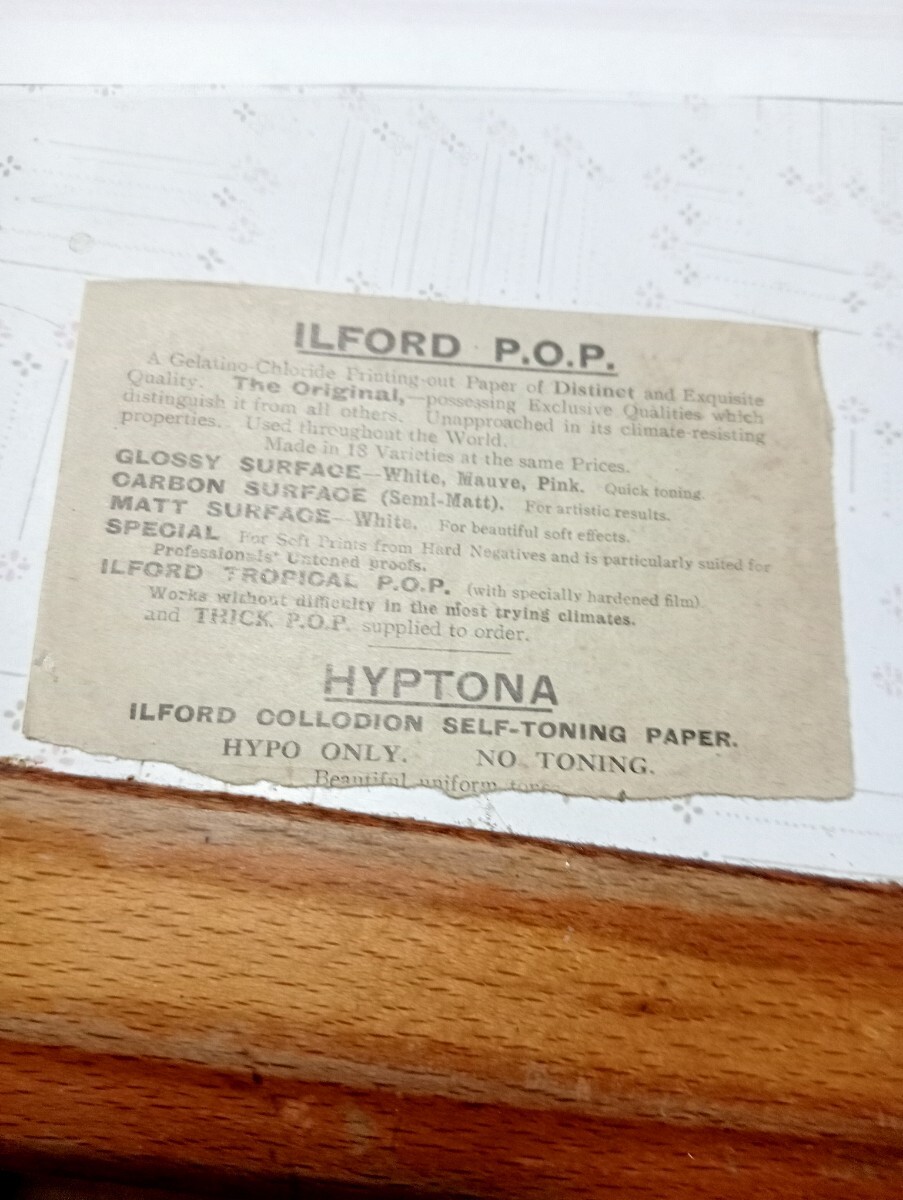 ILFORD P.O.P.
A Gelatino-Chloride Printing-out Paper of Distinct and Exquisite
Quality. The Original,—possessing Exclusive Qualities which
distinguish it from all others. Unapproached in its climate-resisting
properties. Used throughout the World.
Made in 18 Varieties at the same Prices.
GLOSSY SURFACE—White, Mauve, Pink. Quick toning.
CARBON SURFACE (Semi-Matt). For artistic results.
MATT SURFACE—White. For beautiful soft effects.
SPECIAL For Soft Prints from Hard Negatives and is particularly suited for
Professionals' Untoned proofs.
ILFORD TROPICAL P.O.P. (with specially hardened film)
Works without difficulty in the most trying climates.
and THICK P.O.P. supplied to order.
HYPTONA
ILFORD COLLODION SELF-TONING PAPER.
HYPO ONLY. NO TONING.
Beautiful uniform